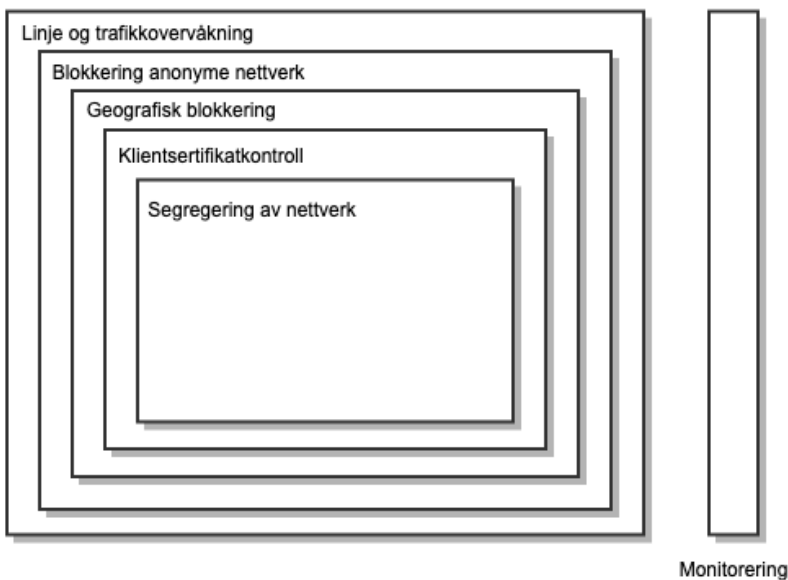 Linje og trafikkovervåkning
Blokkering anonyme nettverk
Geografisk blokkering
Klientsertifikatkontroll
Segregering av nettverk
Monitorering